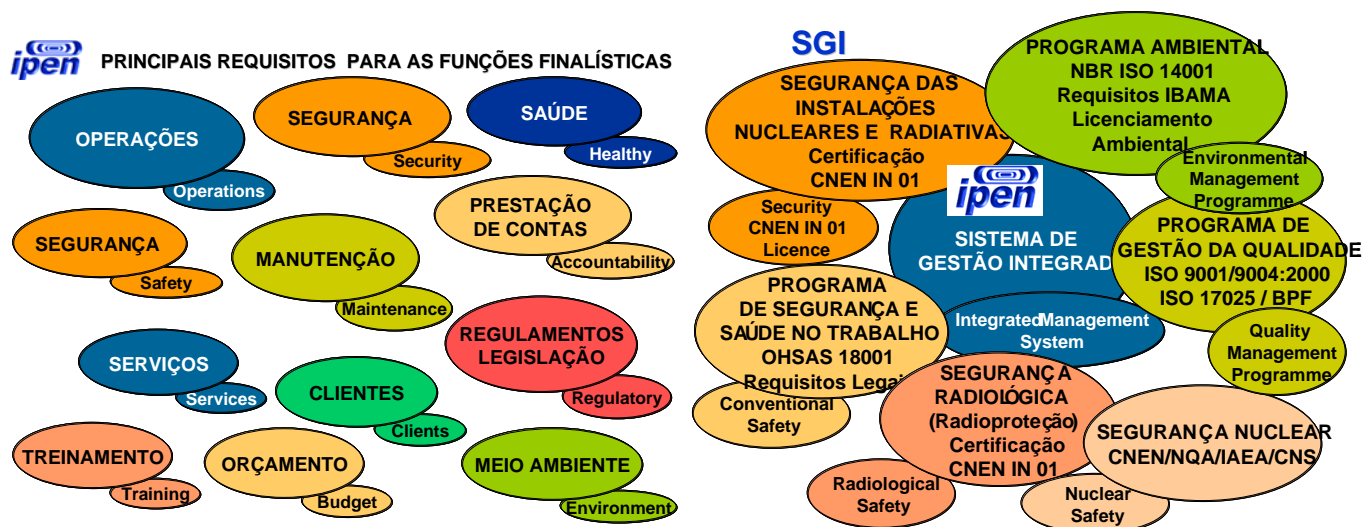 ipen
PRINCIPAIS REQUISITOS PARA AS FUNÇÕES FINALÍSTICAS
OPERAÇÕES
Operations
SEGURANÇA
Security
SAÚDE
Healthy
SEGURANÇA
Safety
MANUTENÇÃO
Maintenance
PRESTAÇÃO
DE CONTAS
Accountability
SERVIÇOS
Services
CLIENTES
Clients
REGULAMENTOS
LEGISLAÇÃO
Regulatory
TREINAMENTO
Training
ORÇAMENTO
Budget
MEIO AMBIENTE
Environment
SGI
SEGURANÇA DAS
INSTALAÇÕES
NUCLEARES E RADIATIVAS
Certificação
CNEN IN 01
Security
CNEN IN 01
Licence
PROGRAMA AMBIENTAL
NBR ISO 14001
Requisitos IBAMA
Licenciamento
Ambiental
Environmental
Management
Programme
ipen
SISTEMA DE
GESTÃO INTEGRAD
Integrated Management
System
PROGRAMA DE
GESTÃO DA QUALIDADE
ISO 9001/9004:2000
ISO 17025 / BPF
Quality
Management
Programme
PROGRAMA
DE SEGURANÇA E
SAÚDE NO TRABALHO
OHSAS 18001
Requisitos Legai
Conventional
Safety
SEGURANÇA
RADIOLÓGICA
(Radioproteção)
Certificação
CNEN IN 01
Radiological
Safety
SEGURANÇA NUCLEAR
CNEN/NQA/IAEA/CNS
Nuclear
Safety